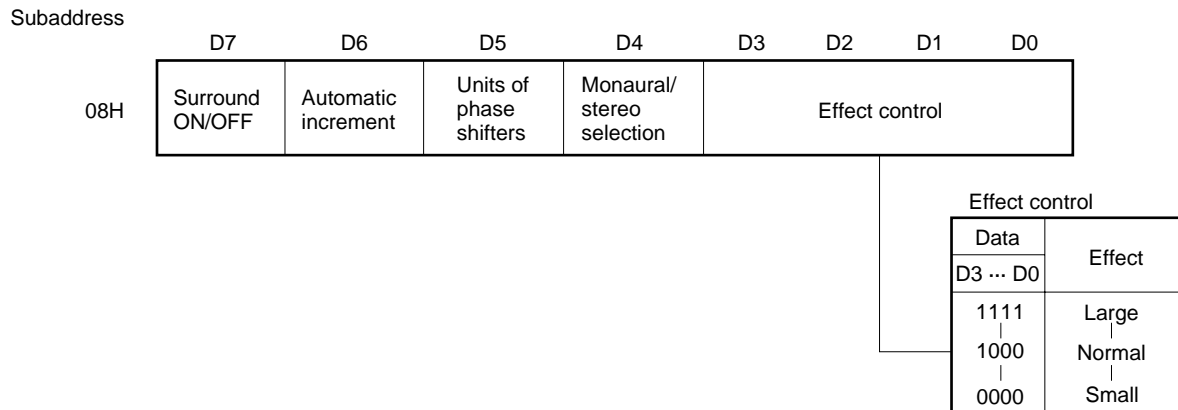 Subaddress
D7 D6 D5 D4 D3 D2 D1 D0
08H
Surround
ON/OFF
Automatic
increment
Units of
phase
shifters
Monaural/
stereo
selection
Effect control
Effect control
Data
Effect
D3 ··· D0
1111 Large
1000 Normal
0000 Small